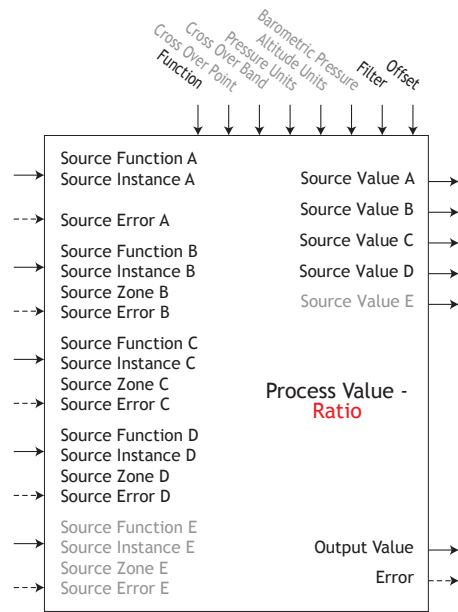 Function
Cross Over Point
Cross Over Band
Pressure Units
Altitude Units
Barometric Pressure
Filter
Offset
Source Function A
Source Instance A
Source Error A
Source Function B
Source Instance B
Source Zone B
Source Error B
Source Function C
Source Instance C
Source Zone C
Source Error C
Source Function D
Source Instance D
Source Zone D
Source Error D
Source Function E
Source Instance E
Source Zone E
Source Error E
Source Value A
Source Value B
Source Value C
Source Value D
Source Value E
Process Value -
Ratio
Output Value
Error